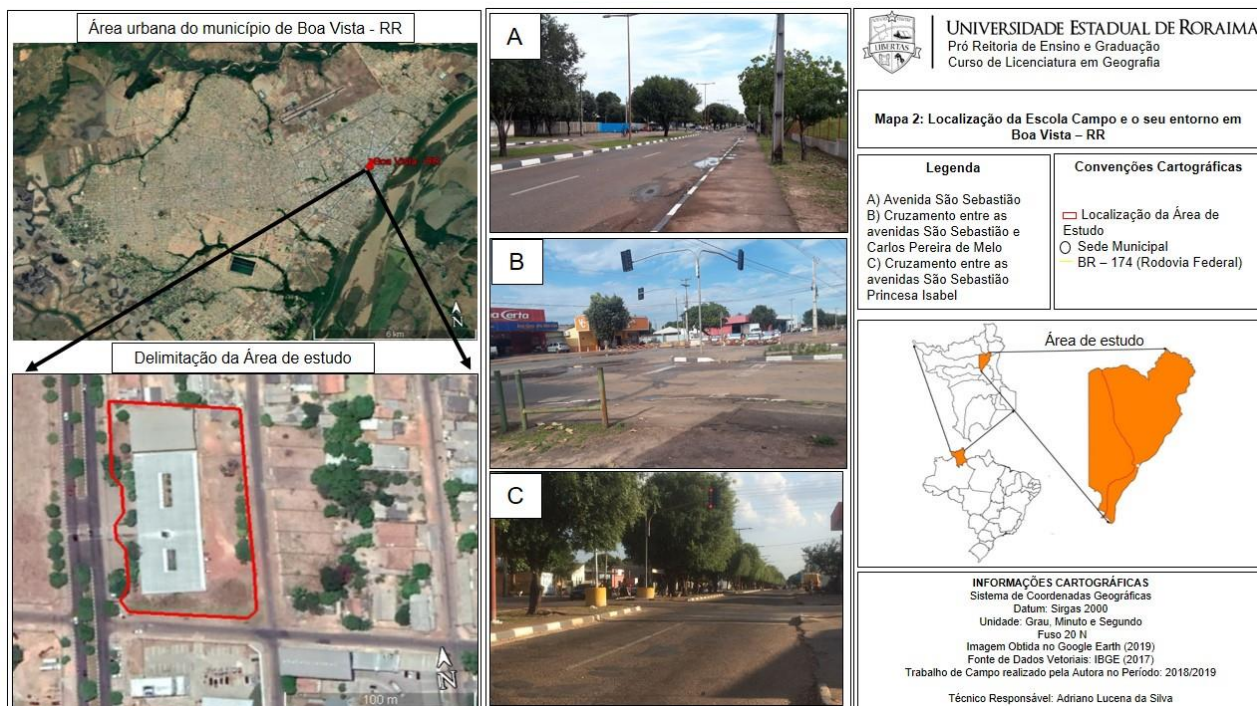 Área urbana do município de Boa Vista - RR
Boa Vista - RR
6 km
N
Delimitação da Área de estudo
100 m
N
A
B
C
LIBERTAS
UNIVERSIDADE ESTADUAL DE RORAIMA
Pró Reitoria de Ensino e Graduação
Curso de Licenciatura em Geografia
Mapa 2: Localização da Escola Campo e o seu entorno em
Boa Vista – RR
Legenda
A) Avenida São Sebastião
B) Cruzamento entre as
avenidas São Sebastião e
Carlos Pereira de Melo
C) Cruzamento entre as
avenidas São Sebastião
Princesa Isabel
Convenções Cartográficas
Localização da Área de
Estudo
Sede Municipal
BR – 174 (Rodovia Federal)
Área de estudo
INFORMAÇÕES CARTOGRÁFICAS
Sistema de Coordenadas Geográficas
Datum: Sirgas 2000
Unidade: Grau, Minuto e Segundo
Fuso 20 N
Imagem Obtida no Google Earth (2019)
Fonte de Dados Vetoriais: IBGE (2017)
Trabalho de Campo realizado pela Autora no Período: 2018/2019
Técnico Responsável: Adriano Lucena da Silva